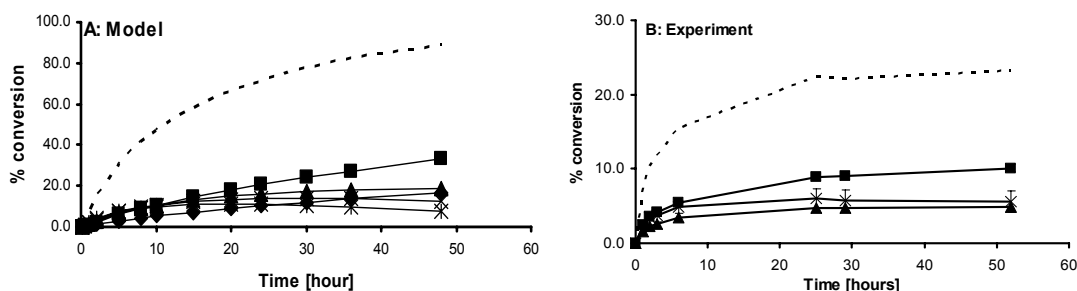 A: Model
% conversion
100.0
80.0
60.0
40.0
20.0
0.0
0 10 20 30 40 50 60
Time [hour]
B: Experiment
% conversion
30.0
20.0
10.0
0.0
0 10 20 30 40 50 60
Time [hours]